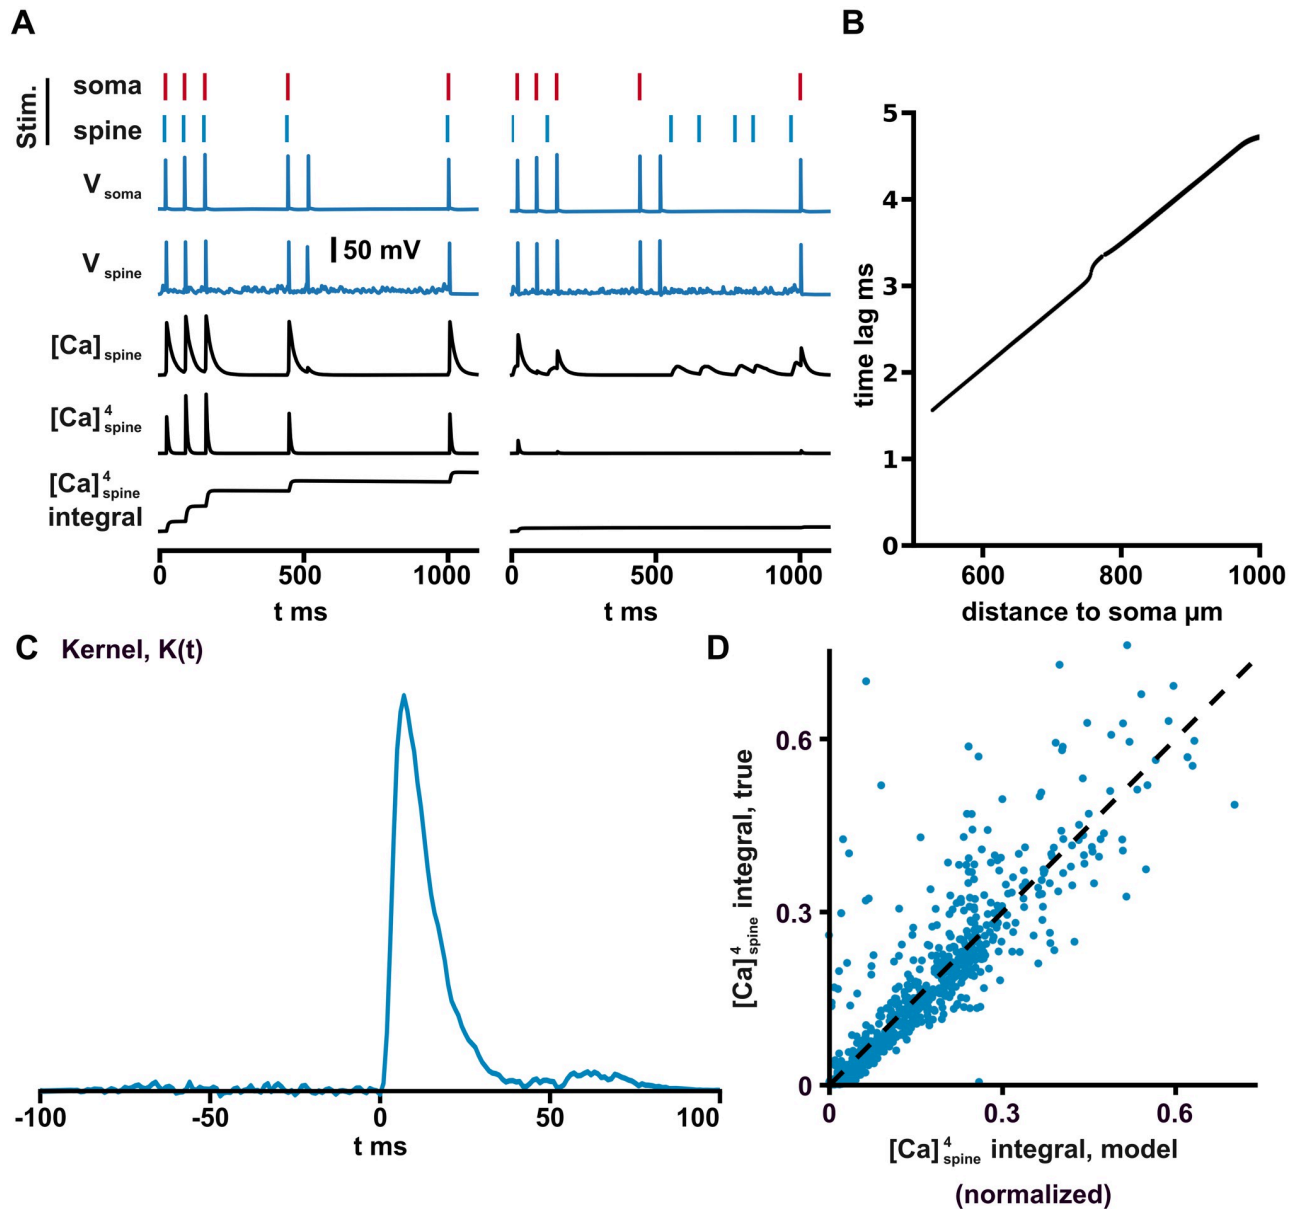 A
Stim.
soma
spine
V soma
V spine
50 mV
[Ca] spine
[Ca]4 spine
[Ca]4 spine
integral
0 500 1000
t ms
0 500 1000
t ms
B
5
4
3
2
1
0
time lag ms
600 800 1000
distance to soma µm
C Kernel, K(t)
-100 -50 0 50 100
t ms
D
0.6
0.3
0
[Ca]4 spine integral, true
0 0.3 0.6
[Ca]4 spine integral, model
(normalized)